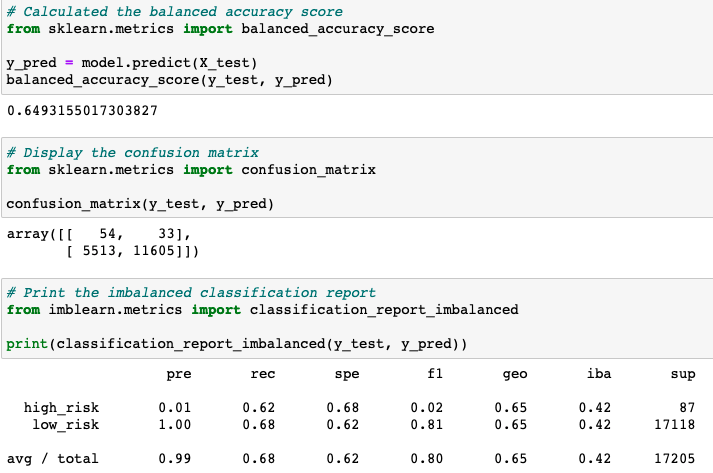 # Calculated the balanced accuracy score
from sklearn.metrics import balanced_accuracy_score
y_pred = model.predict(X_test)
balanced_accuracy_score(y_test, y_pred)
0.6493155017303827
# Display the confusion matrix
from sklearn.metrics import confusion_matrix
confusion_matrix(y_test, y_pred)
array([[   54,    33],
       [ 5513, 11605]])
# Print the imbalanced classification report
from imblearn.metrics import classification_report_imbalanced
print(classification_report_imbalanced(y_test, y_pred))
pre rec spe f1 geo iba sup
high_risk 0.01 0.62 0.68 0.02 0.65 0.42 87
low_risk 1.00 0.68 0.62 0.81 0.65 0.42 17118
avg / total 0.99 0.68 0.62 0.80 0.65 0.42 17205